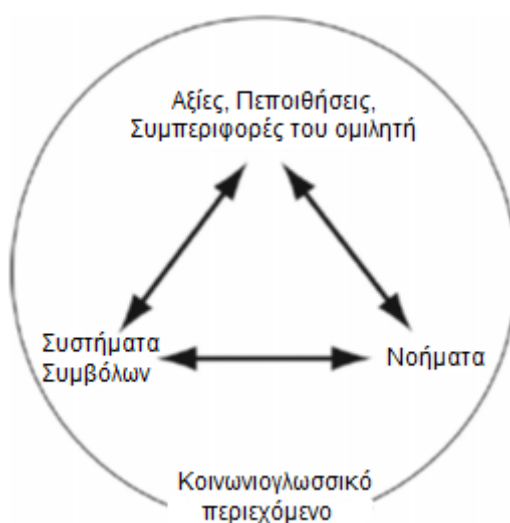 Αξίες, Πεποιθήσεις,
Συμπεριφορές του ομιλητή
Συστήματα
Συμβόλων
Νοήματα
Κοινωνιογλωσσικό
περιεχόμενο